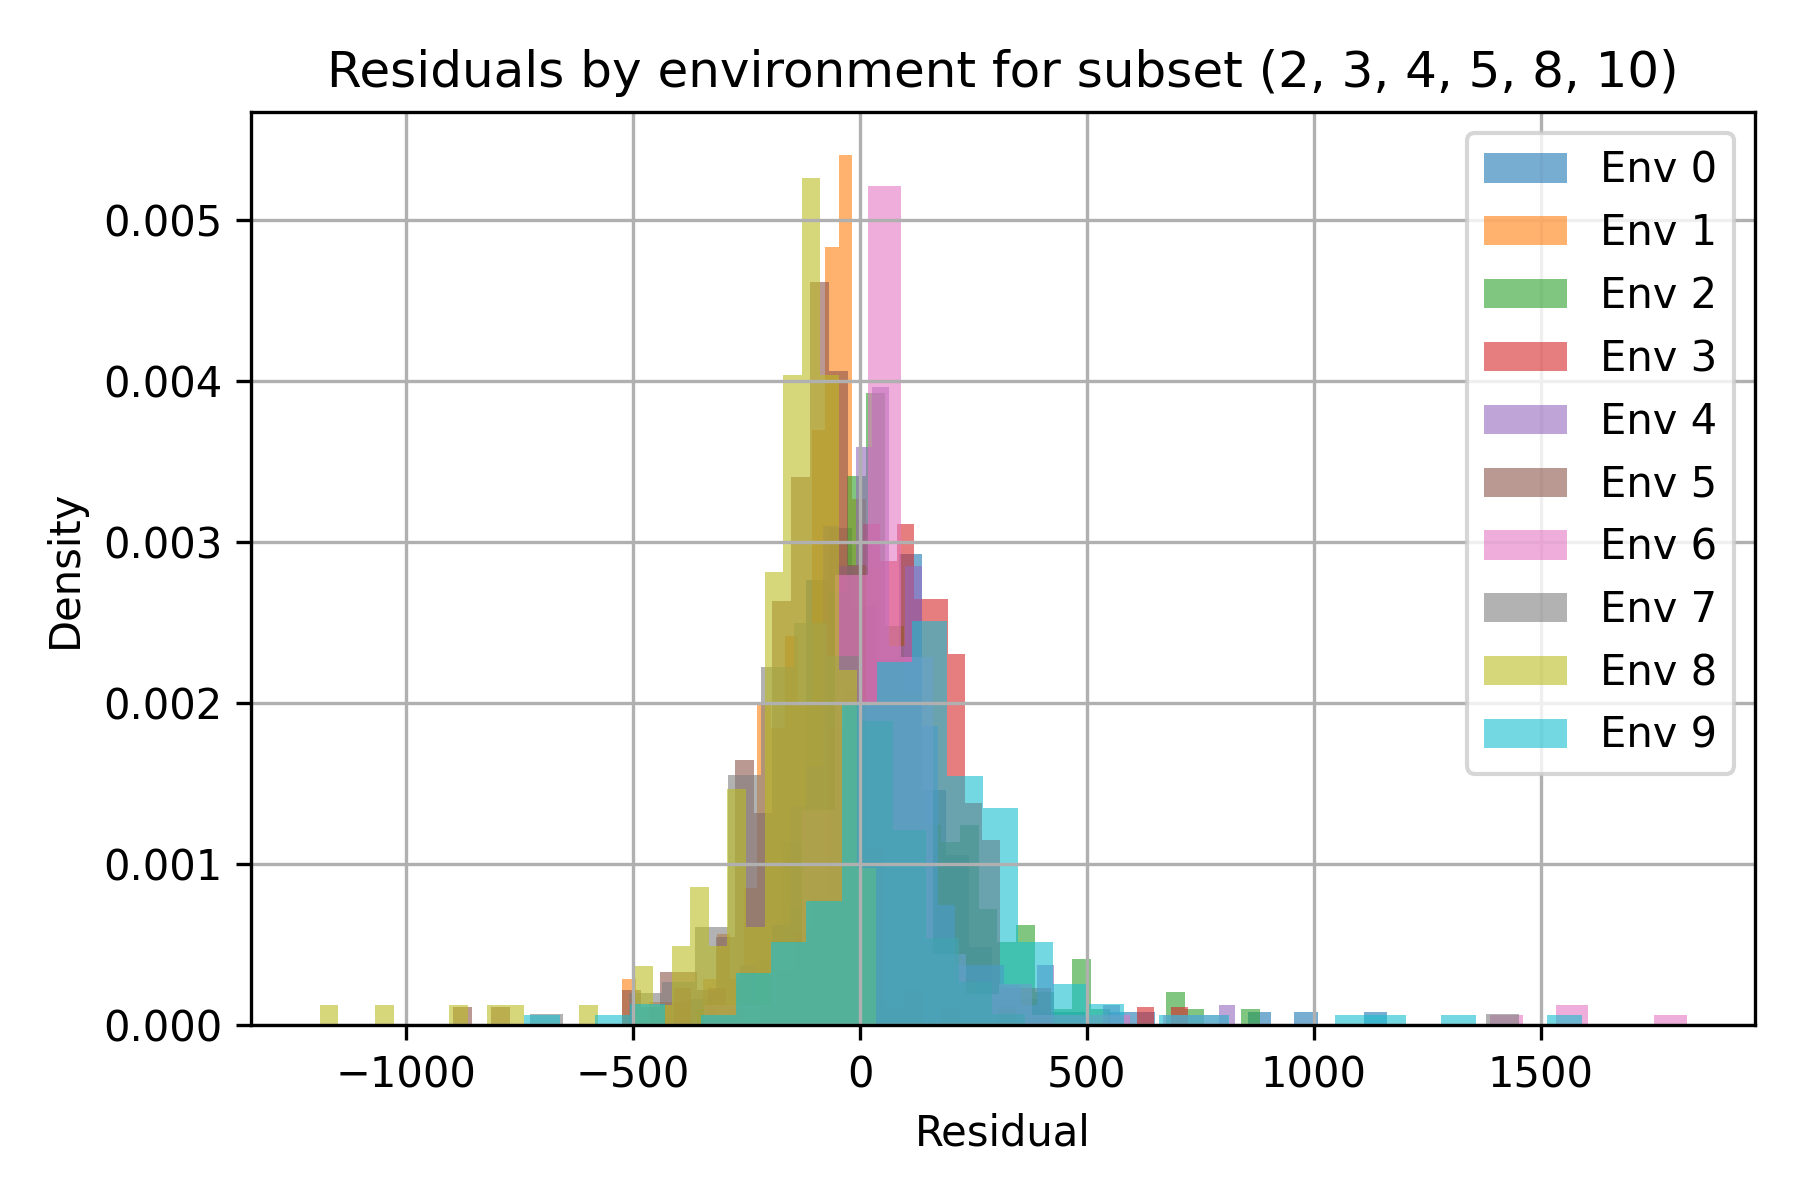 Residuals by environment for subset (2, 3, 4, 5, 8, 10)
Env 0
Env 1
Env 2
Env 3
Env 4
Env 5
Env 6
Env 7
Env 8
Env 9
Density
0.005
0.004
0.003
0.002
0.001
0.000
−1000 −500 0 500 1000 1500
Residual